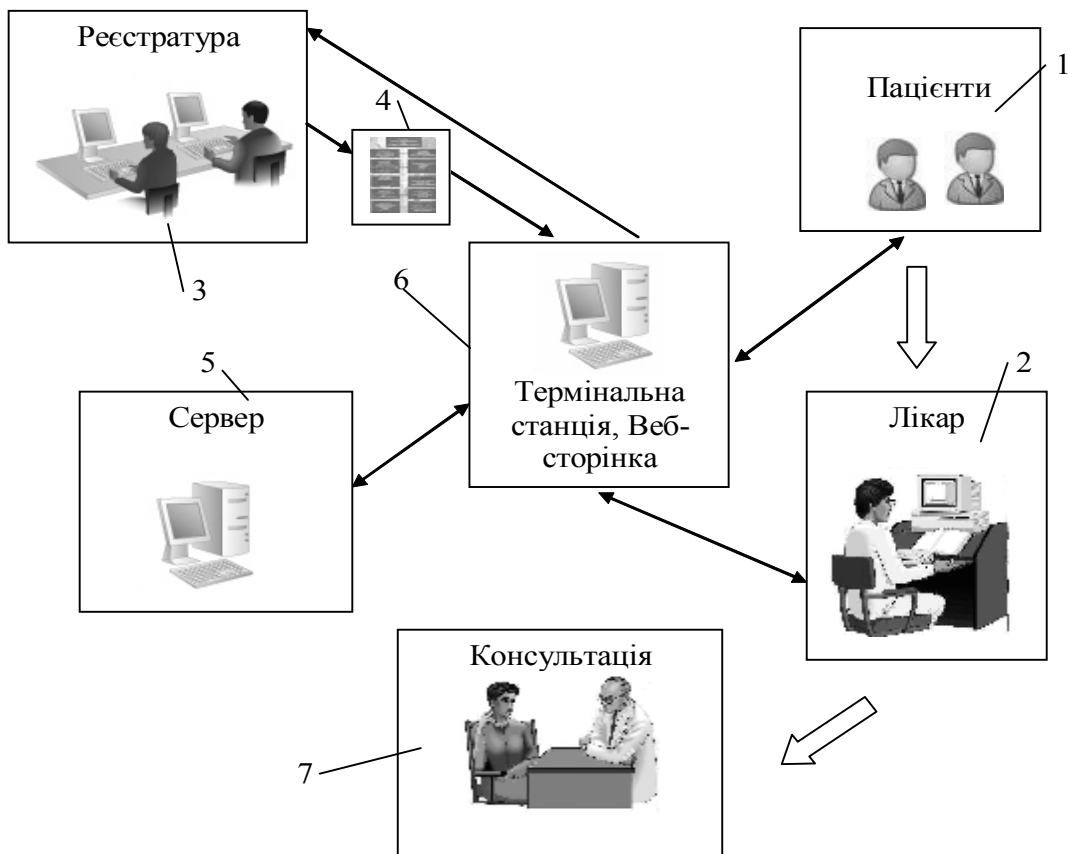 Реєстратура
Пацієнти
1
4
3
6
Термінальна
станція, Веб-
сторінка
5
Сервер
2
Лікар
Консультація
7